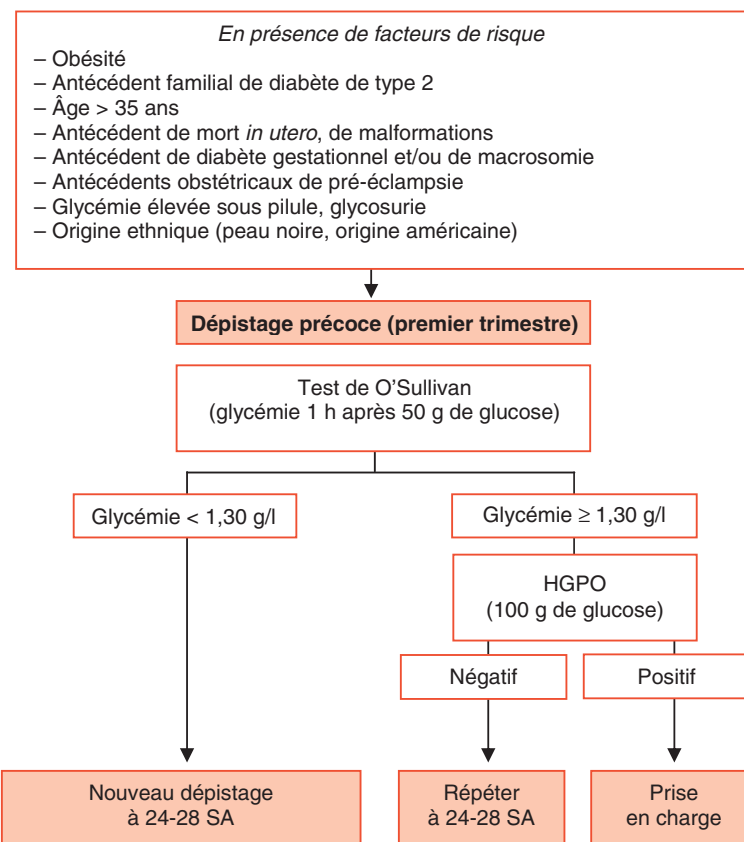 En présence de facteurs de risque
– Obésité
– Antécédent familial de diabète de type 2
– Âge > 35 ans
– Antécédent de mort in utero, de malformations
– Antécédent de diabète gestationnel et/ou de macrosomie
– Antécédents obstétricaux de pré-éclampsie
– Glycémie élevée sous pilule, glycosurie
– Origine ethnique (peau noire, origine américaine)
Dépistage précoce (premier trimestre)
Test de O'Sullivan
(glycémie 1 h après 50 g de glucose)
Glycémie < 1,30 g/l
Glycémie ≥ 1,30 g/l
HGPO
(100 g de glucose)
Négatif
Positif
Nouveau dépistage
à 24-28 SA
Répéter
à 24-28 SA
Prise
en charge